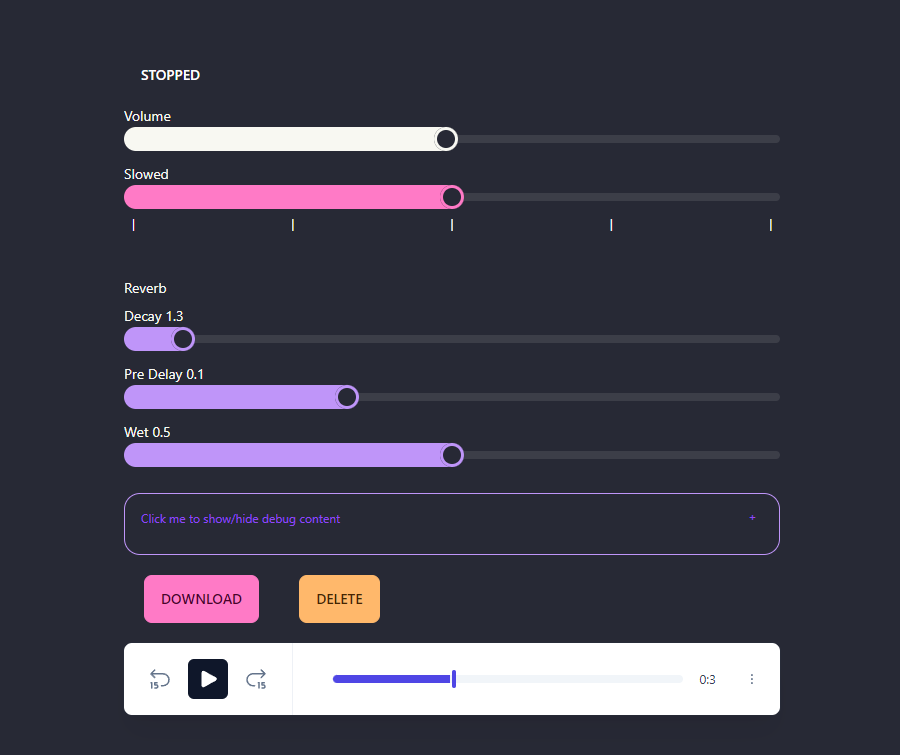 STOPPED
Volume
Slowed
| | | | |
Reverb
Decay 1.3
Pre Delay 0.1
Wet 0.5
Click me to show/hide debug content +
DOWNLOAD DELETE
15 15 0:3